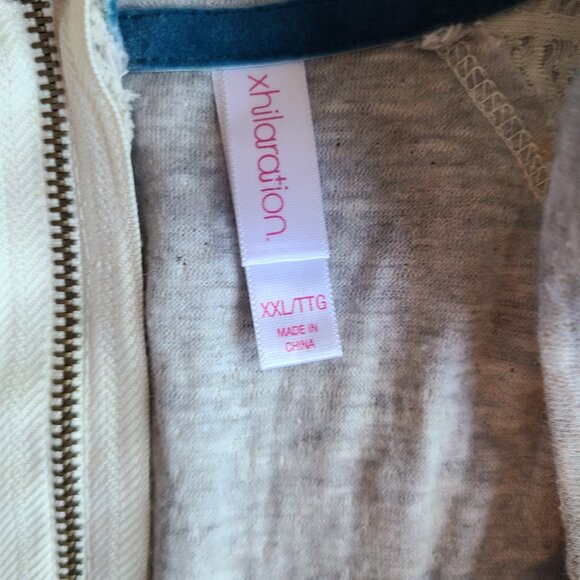 xhilaration.
XXL/TTG
MADE IN
CHINA